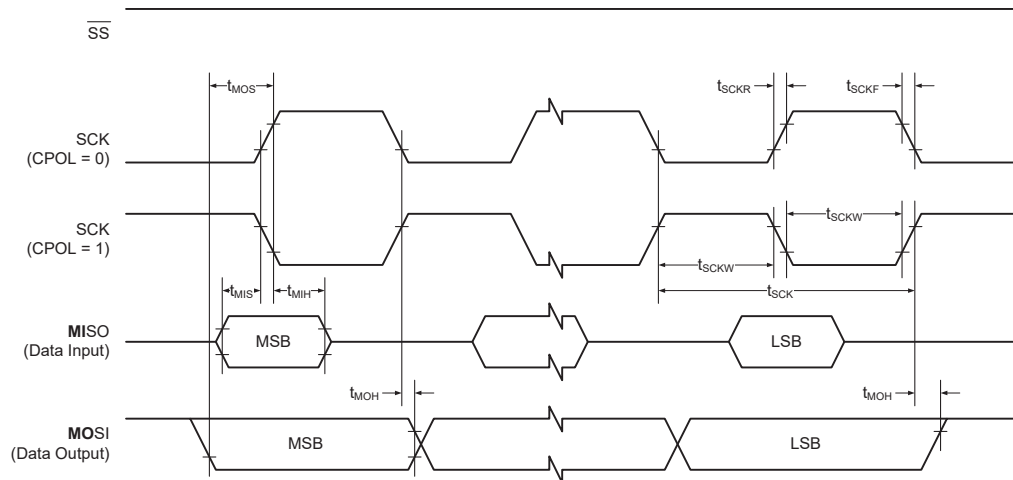 SS
tMOS
tSCKR
tSCKF
SCK
(CPOL = 0)
SCK
(CPOL = 1)
tSCKW
tSCKW
tSCK
tMIS
tMIH
MISO
(Data Input)
MSB
LSB
tMOH
tMOH
MOSI
(Data Output)
MSB
LSB